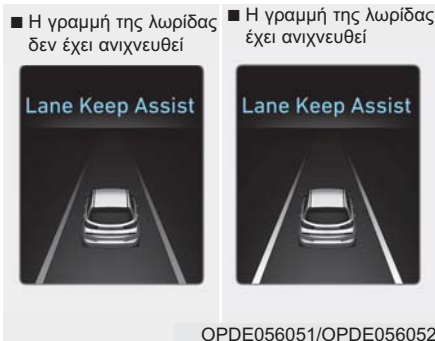 ■ Η γραμμή της λωρίδας
δεν έχει ανιχνευθεί
■ Η γραμμή της λωρίδας
έχει ανιχνευθεί
Lane Keep Assist
Lane Keep Assist
OPDE056051/OPDE056052